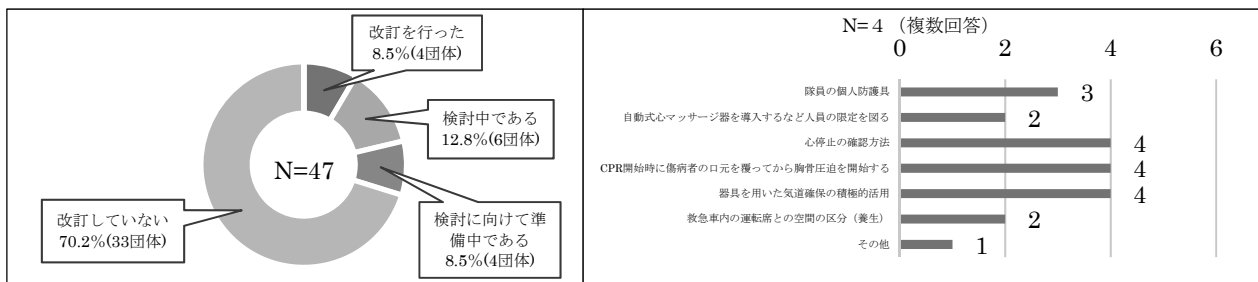 改訂を行った
8.5%(4団体)
検討中である
12.8%(6団体)
N=47
改訂していない
70.2%(33団体)
検討に向けて準
備中である
8.5%(4団体)
N=4 （複数回答）
0 2 4 6
隊員の個人防護具 3
自動式心マッサージ器を導入するなど人員の限定を図る 2
心停止の確認方法 4
CPR開始時に傷病者の口元を覆ってから胸骨圧迫を開始する 4
器具を用いた気道確保の積極的活用 4
救急車内の運転席との空間の区分（養生） 2
その他 1